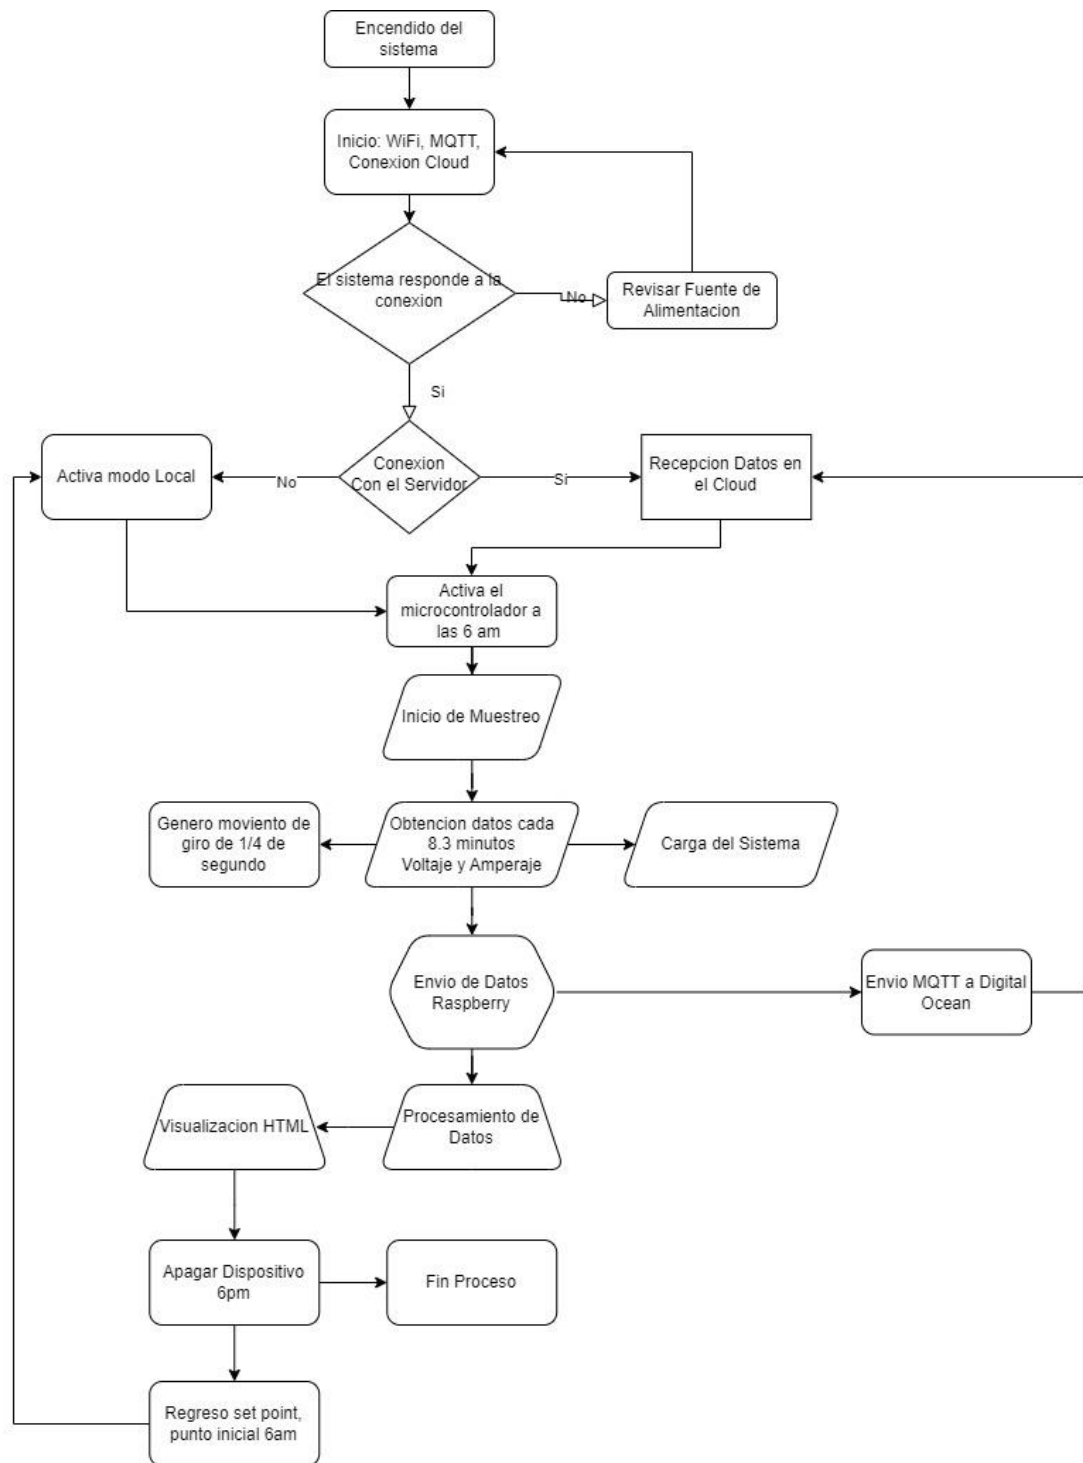 Encendido del
sistema
Inicio: WiFi, MQTT,
Conexion Cloud
El sistema responde a la
conexion
No
Revisar Fuente de
Alimentacion
Si
Activa modo Local
No
Conexion
Con el Servidor
Si
Recepcion Datos en
el Cloud
Activa el
microcontrolador a
las 6 am
Inicio de Muestreo
Genero moviento de
giro de 1/4 de
segundo
Obtencion datos cada
8.3 minutos
Voltaje y Amperaje
Carga del Sistema
Envio de Datos
Raspberry
Envio MQTT a Digital
Ocean
Visualizacion HTML
Procesamiento de
Datos
Apagar Dispositivo
6pm
Fin Proceso
Regreso set point,
punto inicial 6am